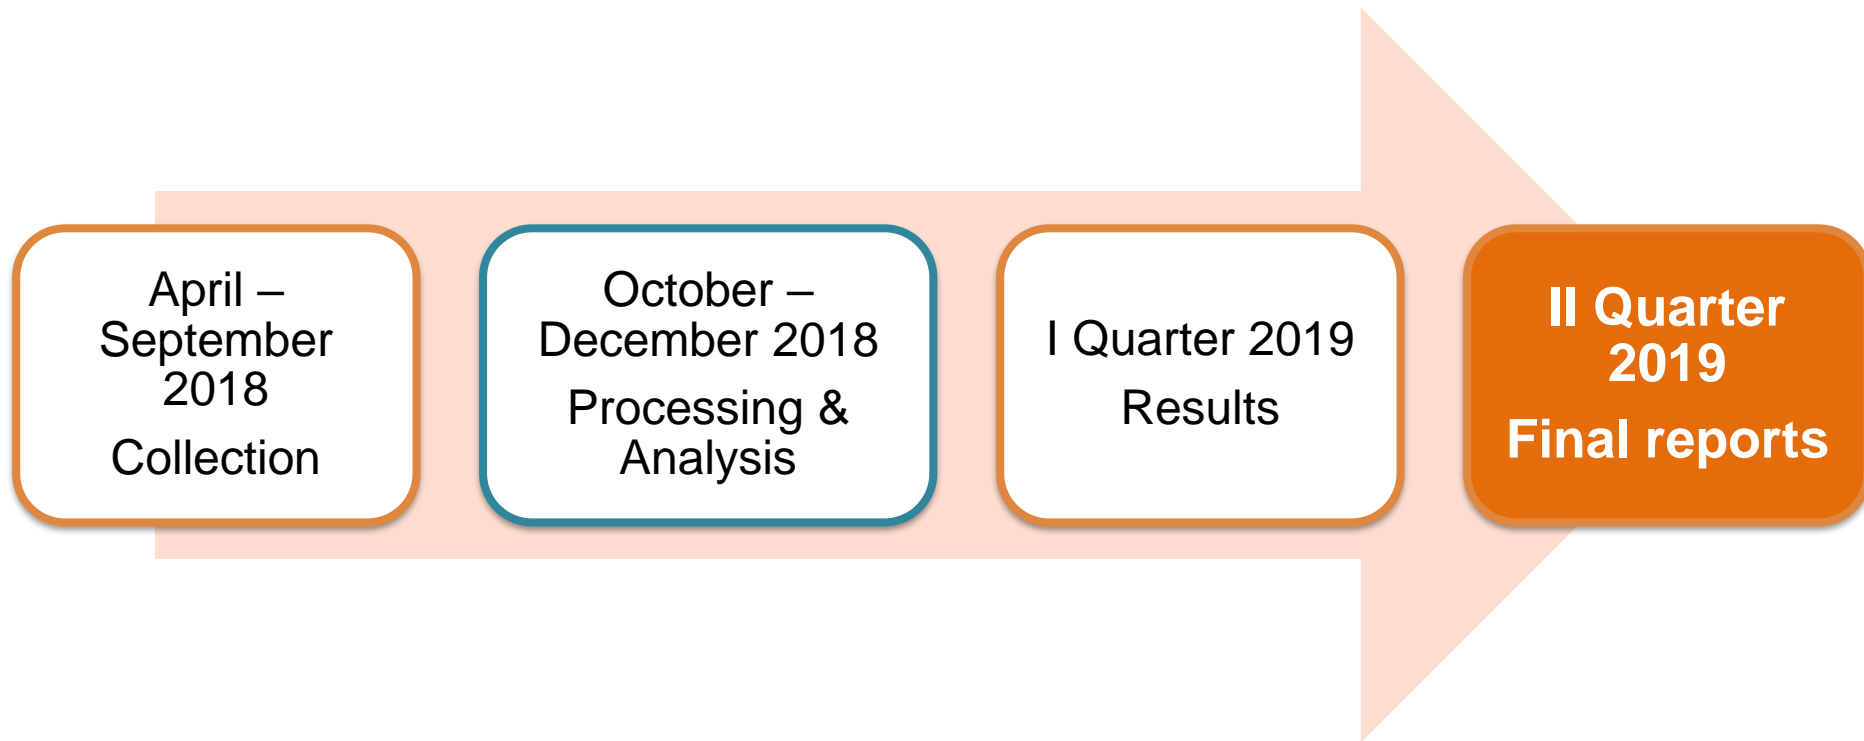 April –
September
2018
Collection
October –
December 2018
Processing &
Analysis
I Quarter 2019
Results
II Quarter
2019
Final reports